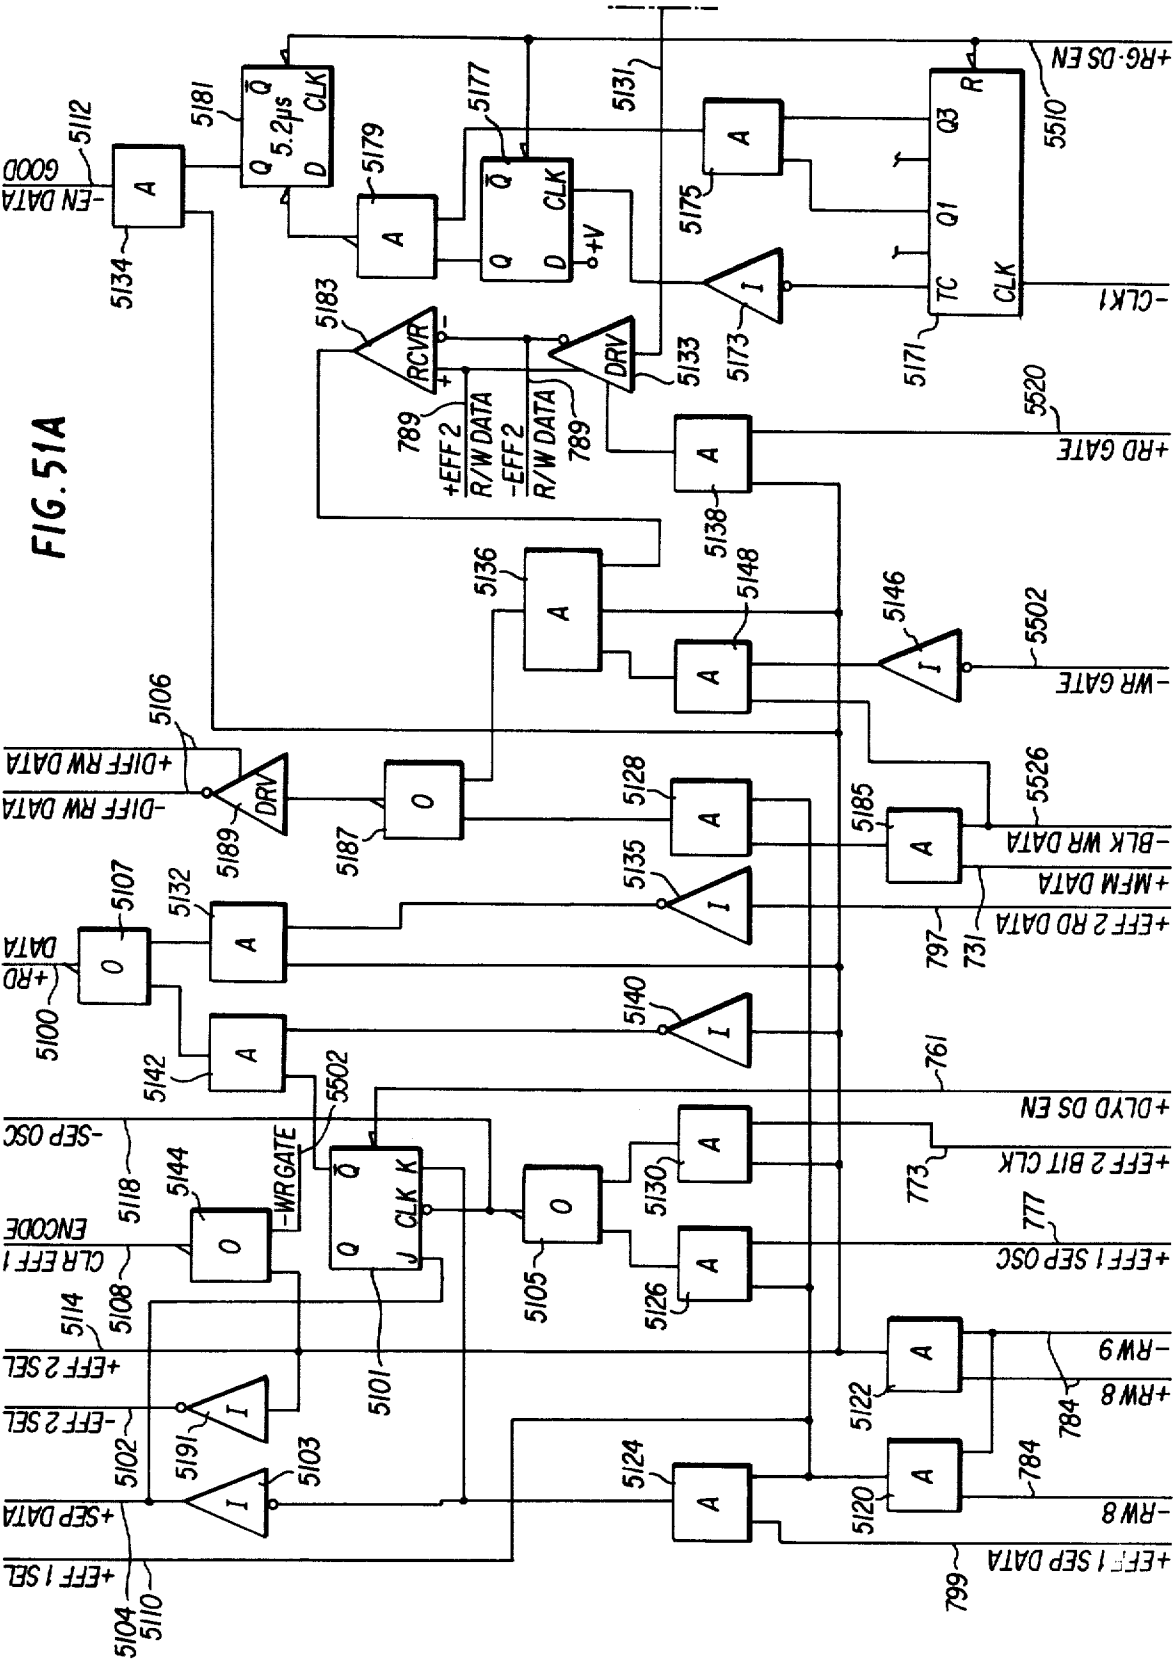 FIG. 51A
+EFF 1 SEL
5110
+SEP DATA
5104
-EFF 2 SEL
5102
+EFF 2 SEL
5114
CLR EFF 1
ENCODE
5108
-SEP OSC
5118
+RD
DATA
5100
-DIFF RW DATA
+DIFF RW DATA
5106
-EN DATA
GOOD
5112
I
5103
I
5191
O
5144
-WR GATE
5502
A
5142
O
5107
A
5132
DRV
5189
A
5134
Q
Q̄
5.2µs
D
CLK
5181
Q
Q̄
J
CLK
K
5101
O
5187
RCVR
+
-
5183
A
5179
Q
Q̄
D
CLK
+V
5177
+EFF 2
R/W DATA
789
-EFF 2
R/W DATA
789
DRV
5133
5131
O
5105
A
5136
A
5124
A
5126
A
5130
I
5140
I
5135
A
5128
A
5148
A
5138
I
5173
A
5175
A
5120
A
5122
A
5185
I
5146
TC
Q1
Q3
R
CLK
5171
+EFF 1 SEP DATA
799
-RW 8
784
+RW 8
-RW 9
784
+EFF 1 SEP OSC
777
+EFF 2 BIT CLK
773
+DLYD DS EN
761
+EFF 2 RD DATA
797
+MFM DATA
731
-BLK WR DATA
5526
-WR GATE
5502
+RD GATE
5520
-CLK1
+RG·DS EN
5510